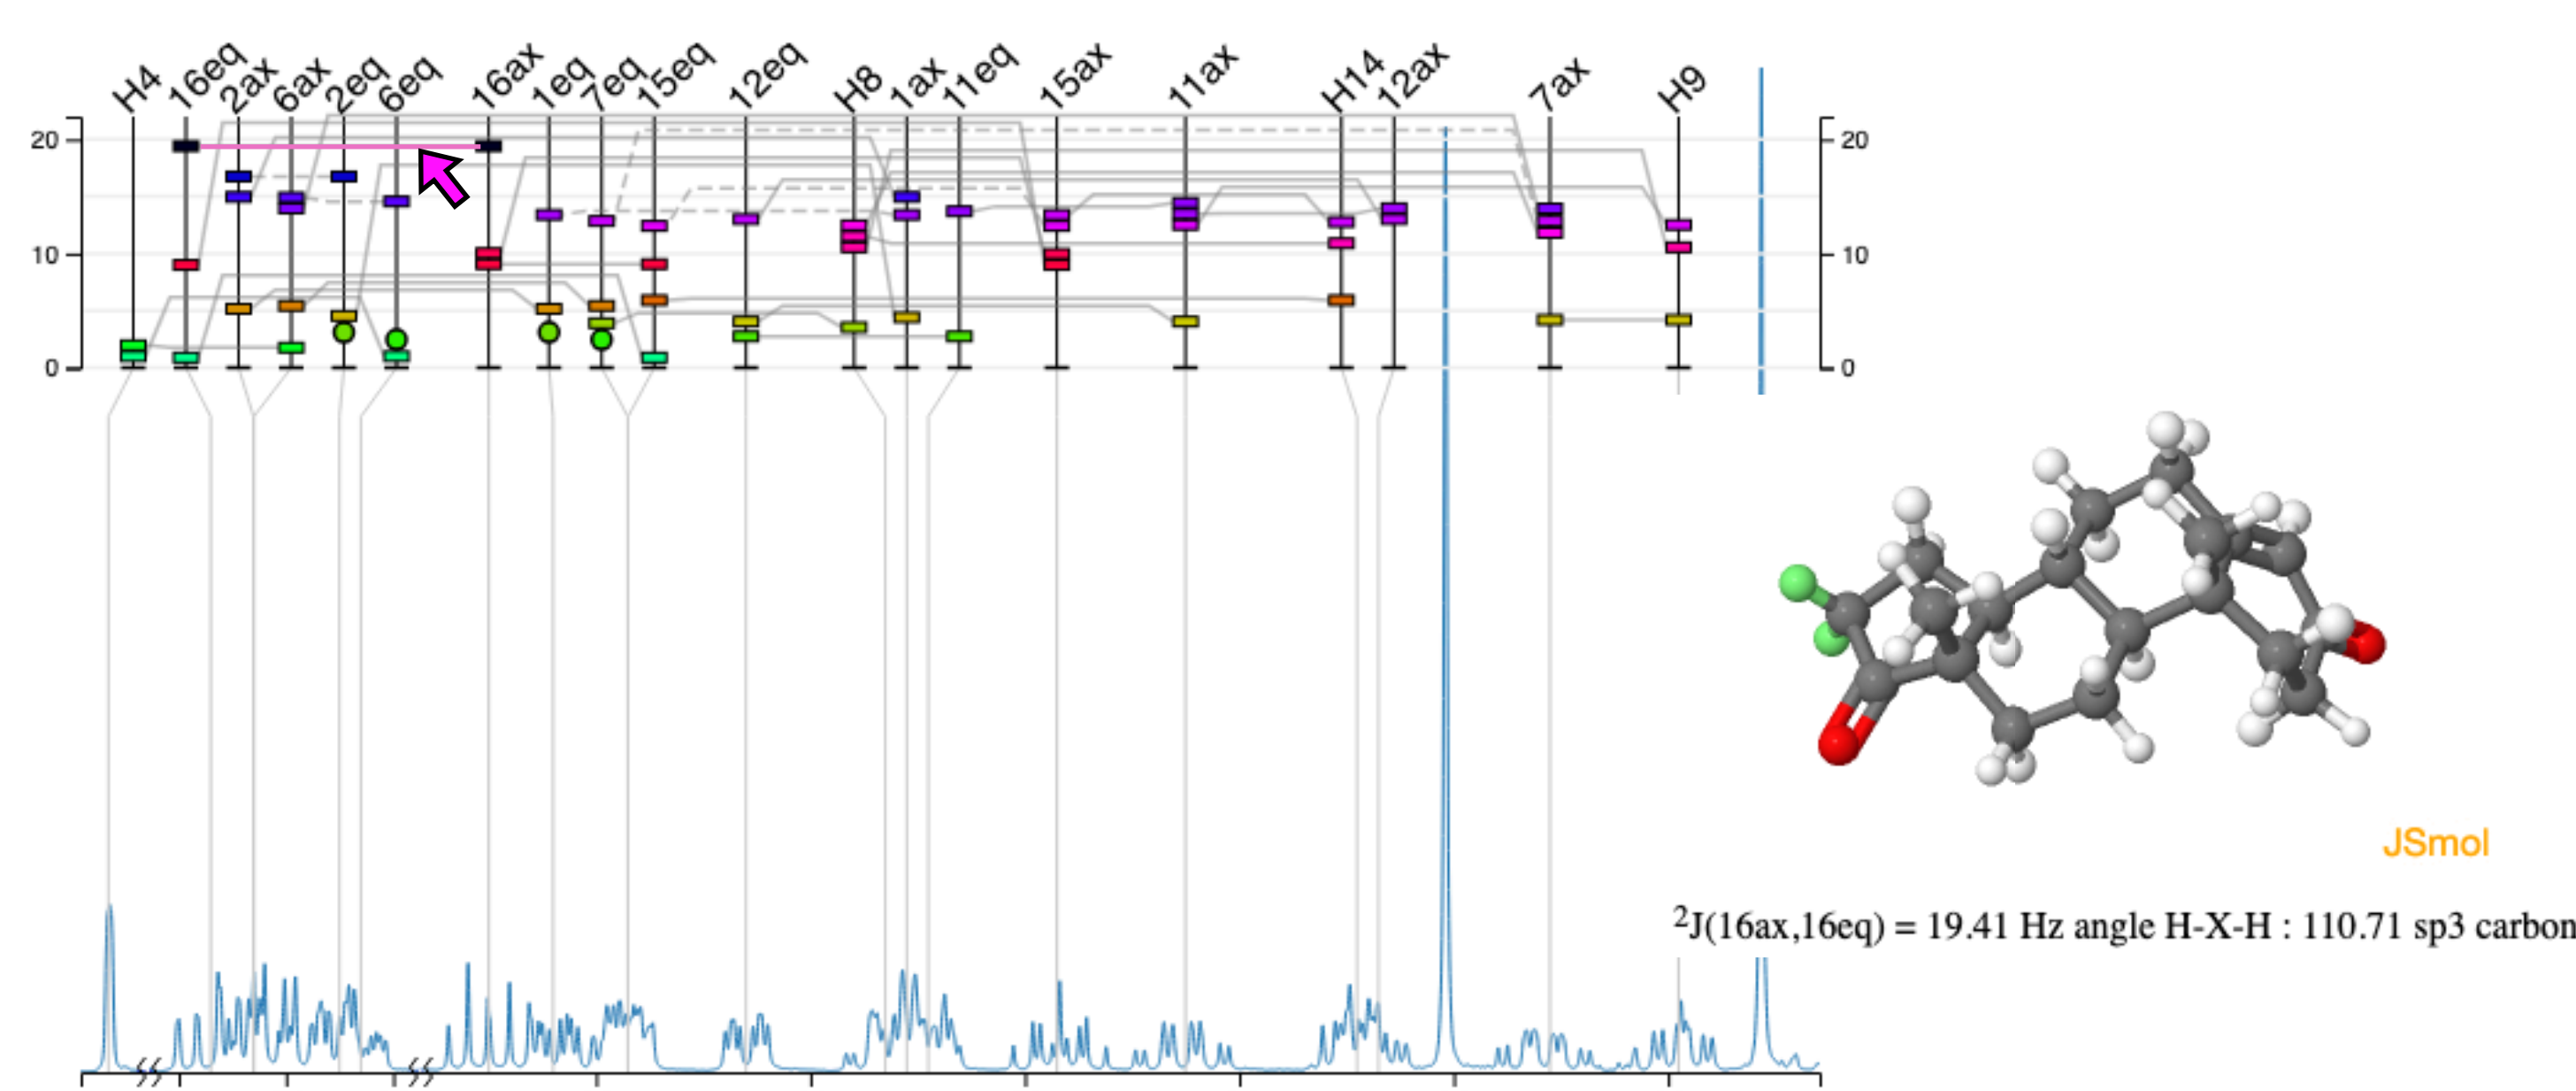 H4 16eq 2ax 6ax 2eq 6eq 16ax 1eq 7eq 15eq 12eq H8 1ax 11eq 15ax 11ax H14 12ax 7ax H9
20 20
10 10
0 0
JSmol
²J(16ax,16eq) = 19.41 Hz angle H-X-H : 110.71 sp3 carbon